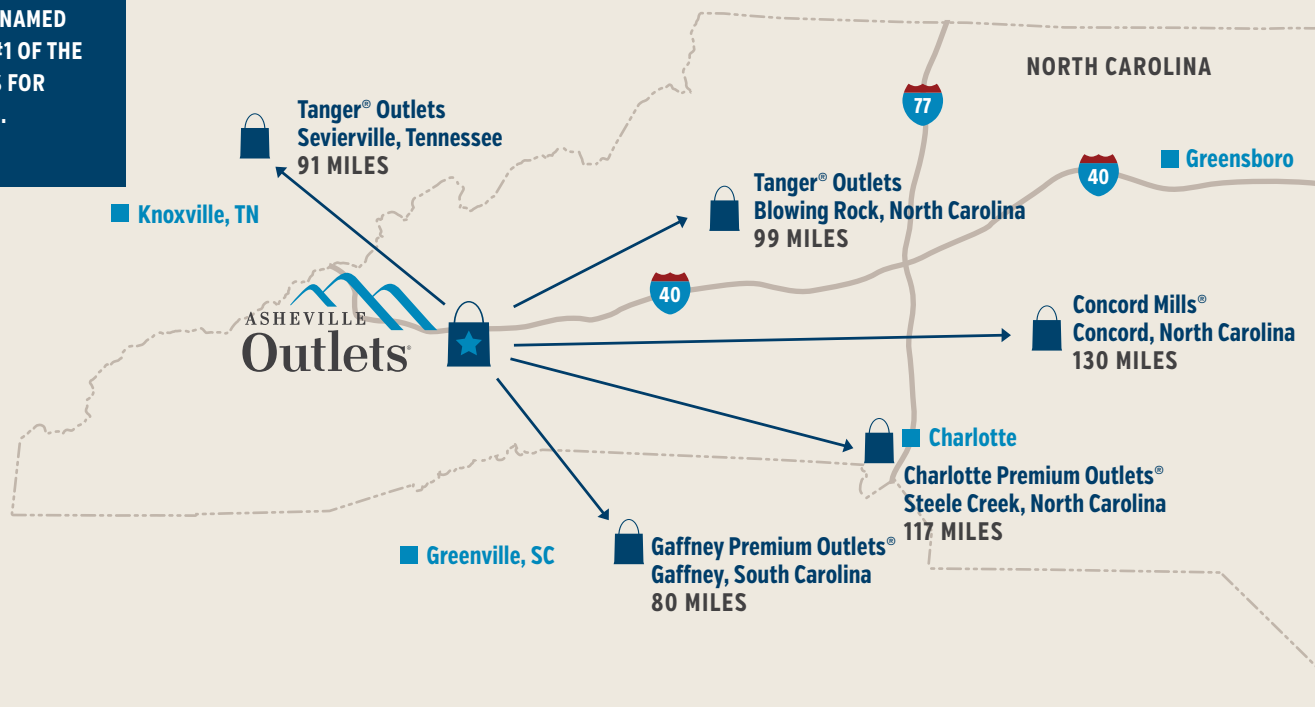 NAMED
#1 OF THE
FOR
.
NORTH CAROLINA
77
Tanger® Outlets
Sevierville, Tennessee
91 MILES
40
Greensboro
Knoxville, TN
Tanger® Outlets
Blowing Rock, North Carolina
99 MILES
40
ASHEVILLE
Outlets®
Concord Mills®
Concord, North Carolina
130 MILES
Charlotte
Charlotte Premium Outlets®
Steele Creek, North Carolina
117 MILES
Greenville, SC
Gaffney Premium Outlets®
Gaffney, South Carolina
80 MILES